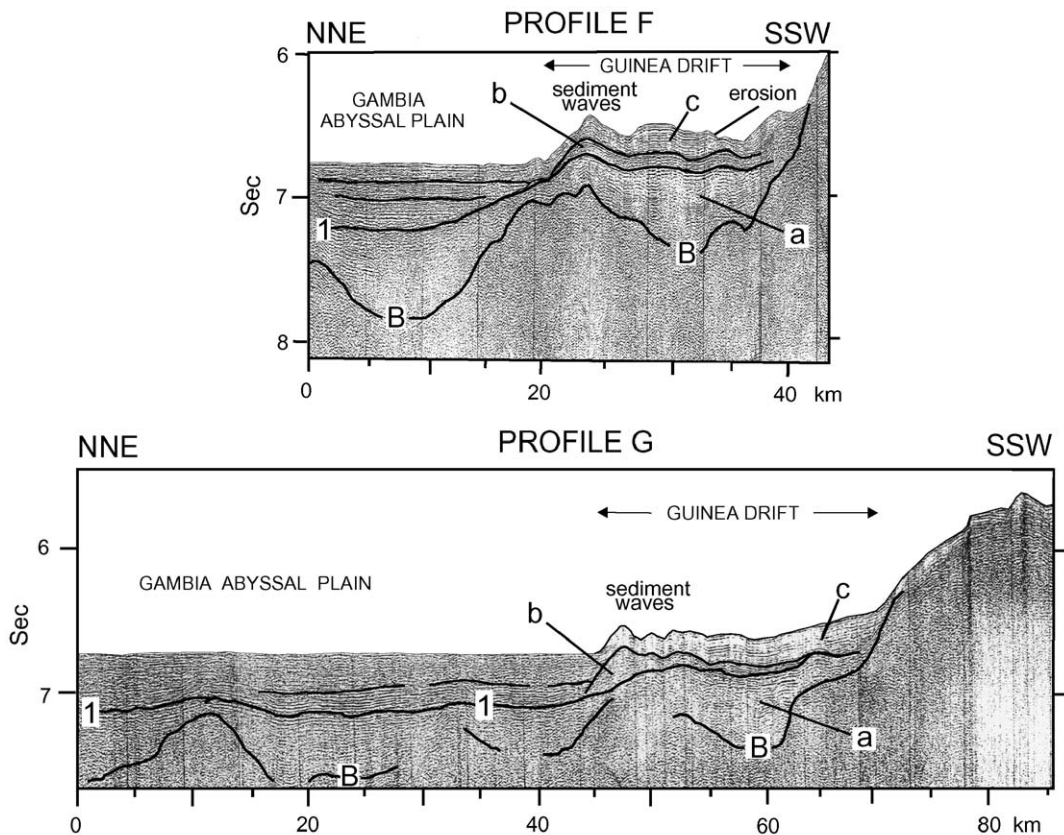 NNE PROFILE F SSW
6
GUINEA DRIFT
b sediment c erosion
waves
GAMBIA
ABYSSAL PLAIN
Sec
7
1
a
B
B
8
0 20 40 km
NNE PROFILE G SSW
GUINEA DRIFT
6
GAMBIA ABYSSAL PLAIN
sediment
waves
b c
Sec
7
1 1
a
B B
0 20 40 60 80 km